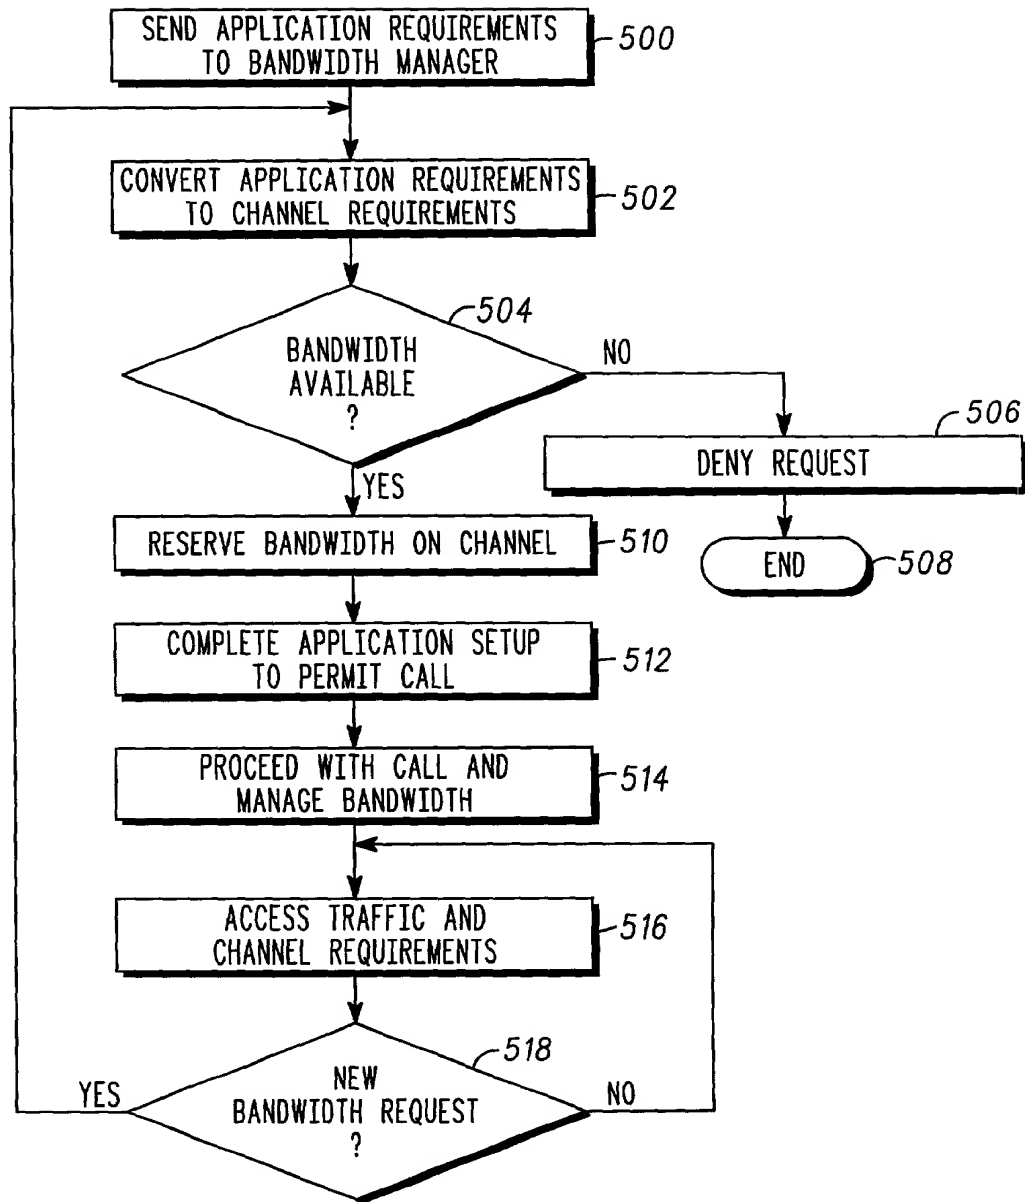 SEND APPLICATION REQUIREMENTS
TO BANDWIDTH MANAGER
500
CONVERT APPLICATION REQUIREMENTS
TO CHANNEL REQUIREMENTS
502
504
BANDWIDTH
AVAILABLE
?
NO
506
DENY REQUEST
YES
RESERVE BANDWIDTH ON CHANNEL
510
END
508
COMPLETE APPLICATION SETUP
TO PERMIT CALL
512
PROCEED WITH CALL AND
MANAGE BANDWIDTH
514
ACCESS TRAFFIC AND
CHANNEL REQUIREMENTS
516
518
YES
NEW
BANDWIDTH REQUEST
?
NO